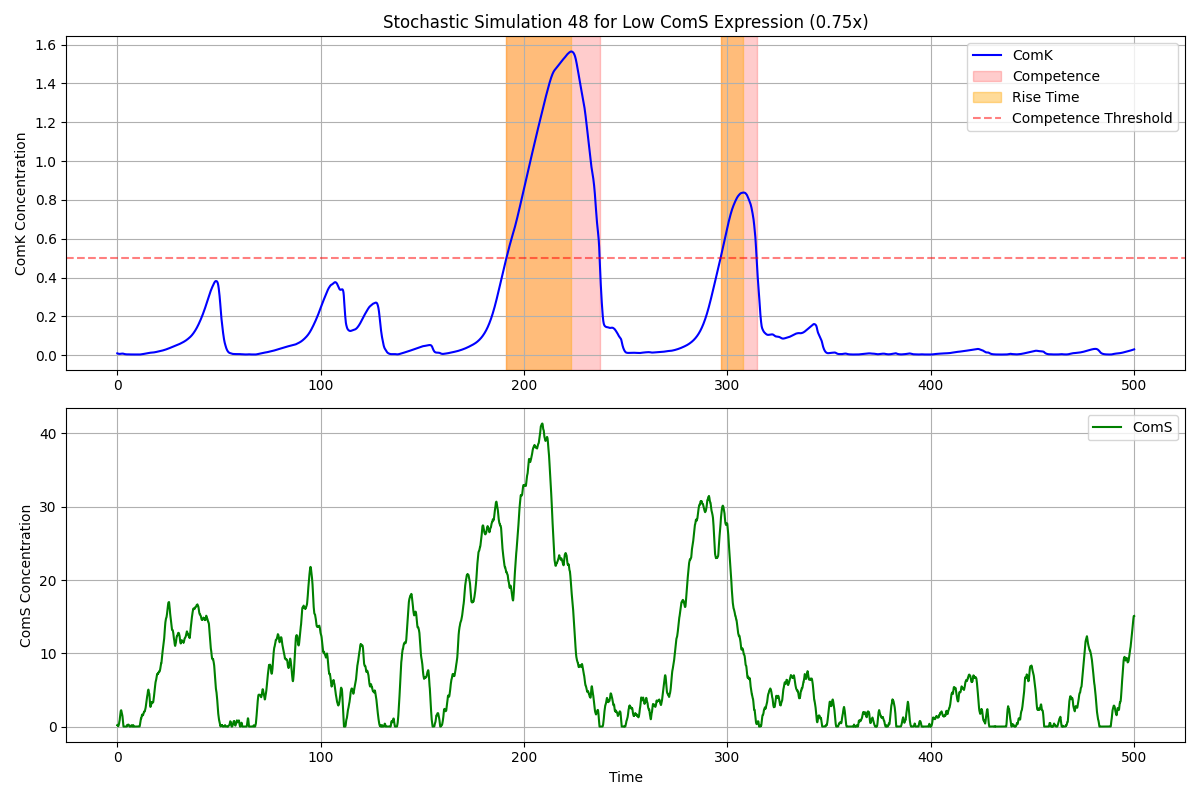 Stochastic Simulation 48 for Low ComS Expression (0.75x)
ComK Concentration
1.6
1.4
1.2
1.0
0.8
0.6
0.4
0.2
0.0
ComK
Competence
Rise Time
Competence Threshold
0 100 200 300 400 500
ComS Concentration
40
30
20
10
0
ComS
0 100 200 300 400 500
Time